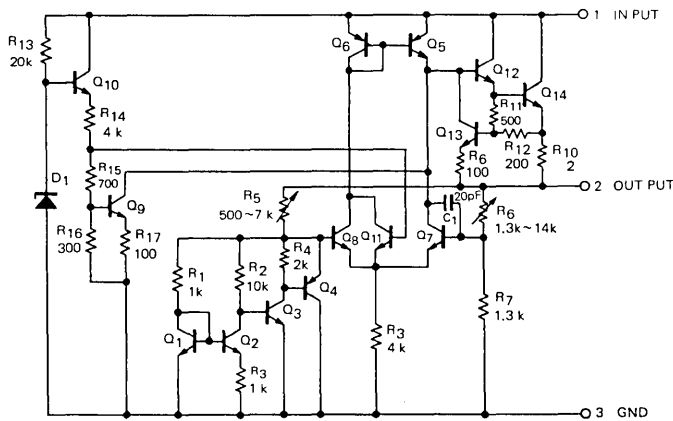 1 IN PUT
R13
20k
Q6
Q5
Q10
Q12
Q14
R14
4 k
R11
500
Q13
R12
200
R10
2
R6
100
R15
700
D1
Q9
R5
500~7 k
20pF
C1
R6
1.3k~14k
2 OUT PUT
R16
300
R17
100
Q8
Q11
Q7
R1
1k
R2
10k
R4
2k
Q4
Q3
Q1
Q2
R3
1 k
R3
4 k
R7
1.3 k
3 GND